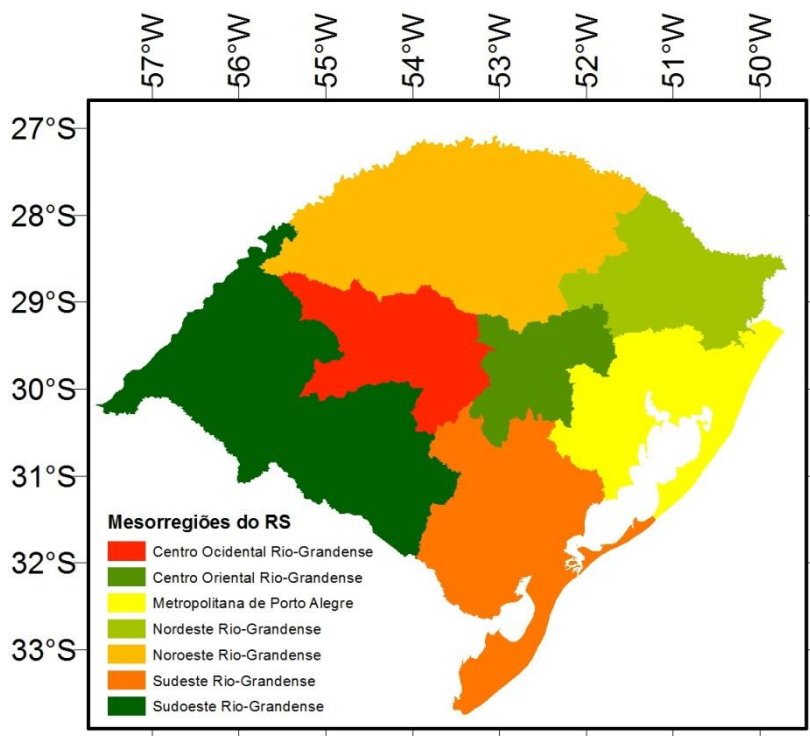 57°W
56°W
55°W
54°W
53°W
52°W
51°W
50°W
27°S
28°S
29°S
30°S
31°S
32°S
33°S
Mesorregiões do RS
Centro Ocidental Rio-Grandense
Centro Oriental Rio-Grandense
Metropolitana de Porto Alegre
Nordeste Rio-Grandense
Noroeste Rio-Grandense
Sudeste Rio-Grandense
Sudoeste Rio-Grandense